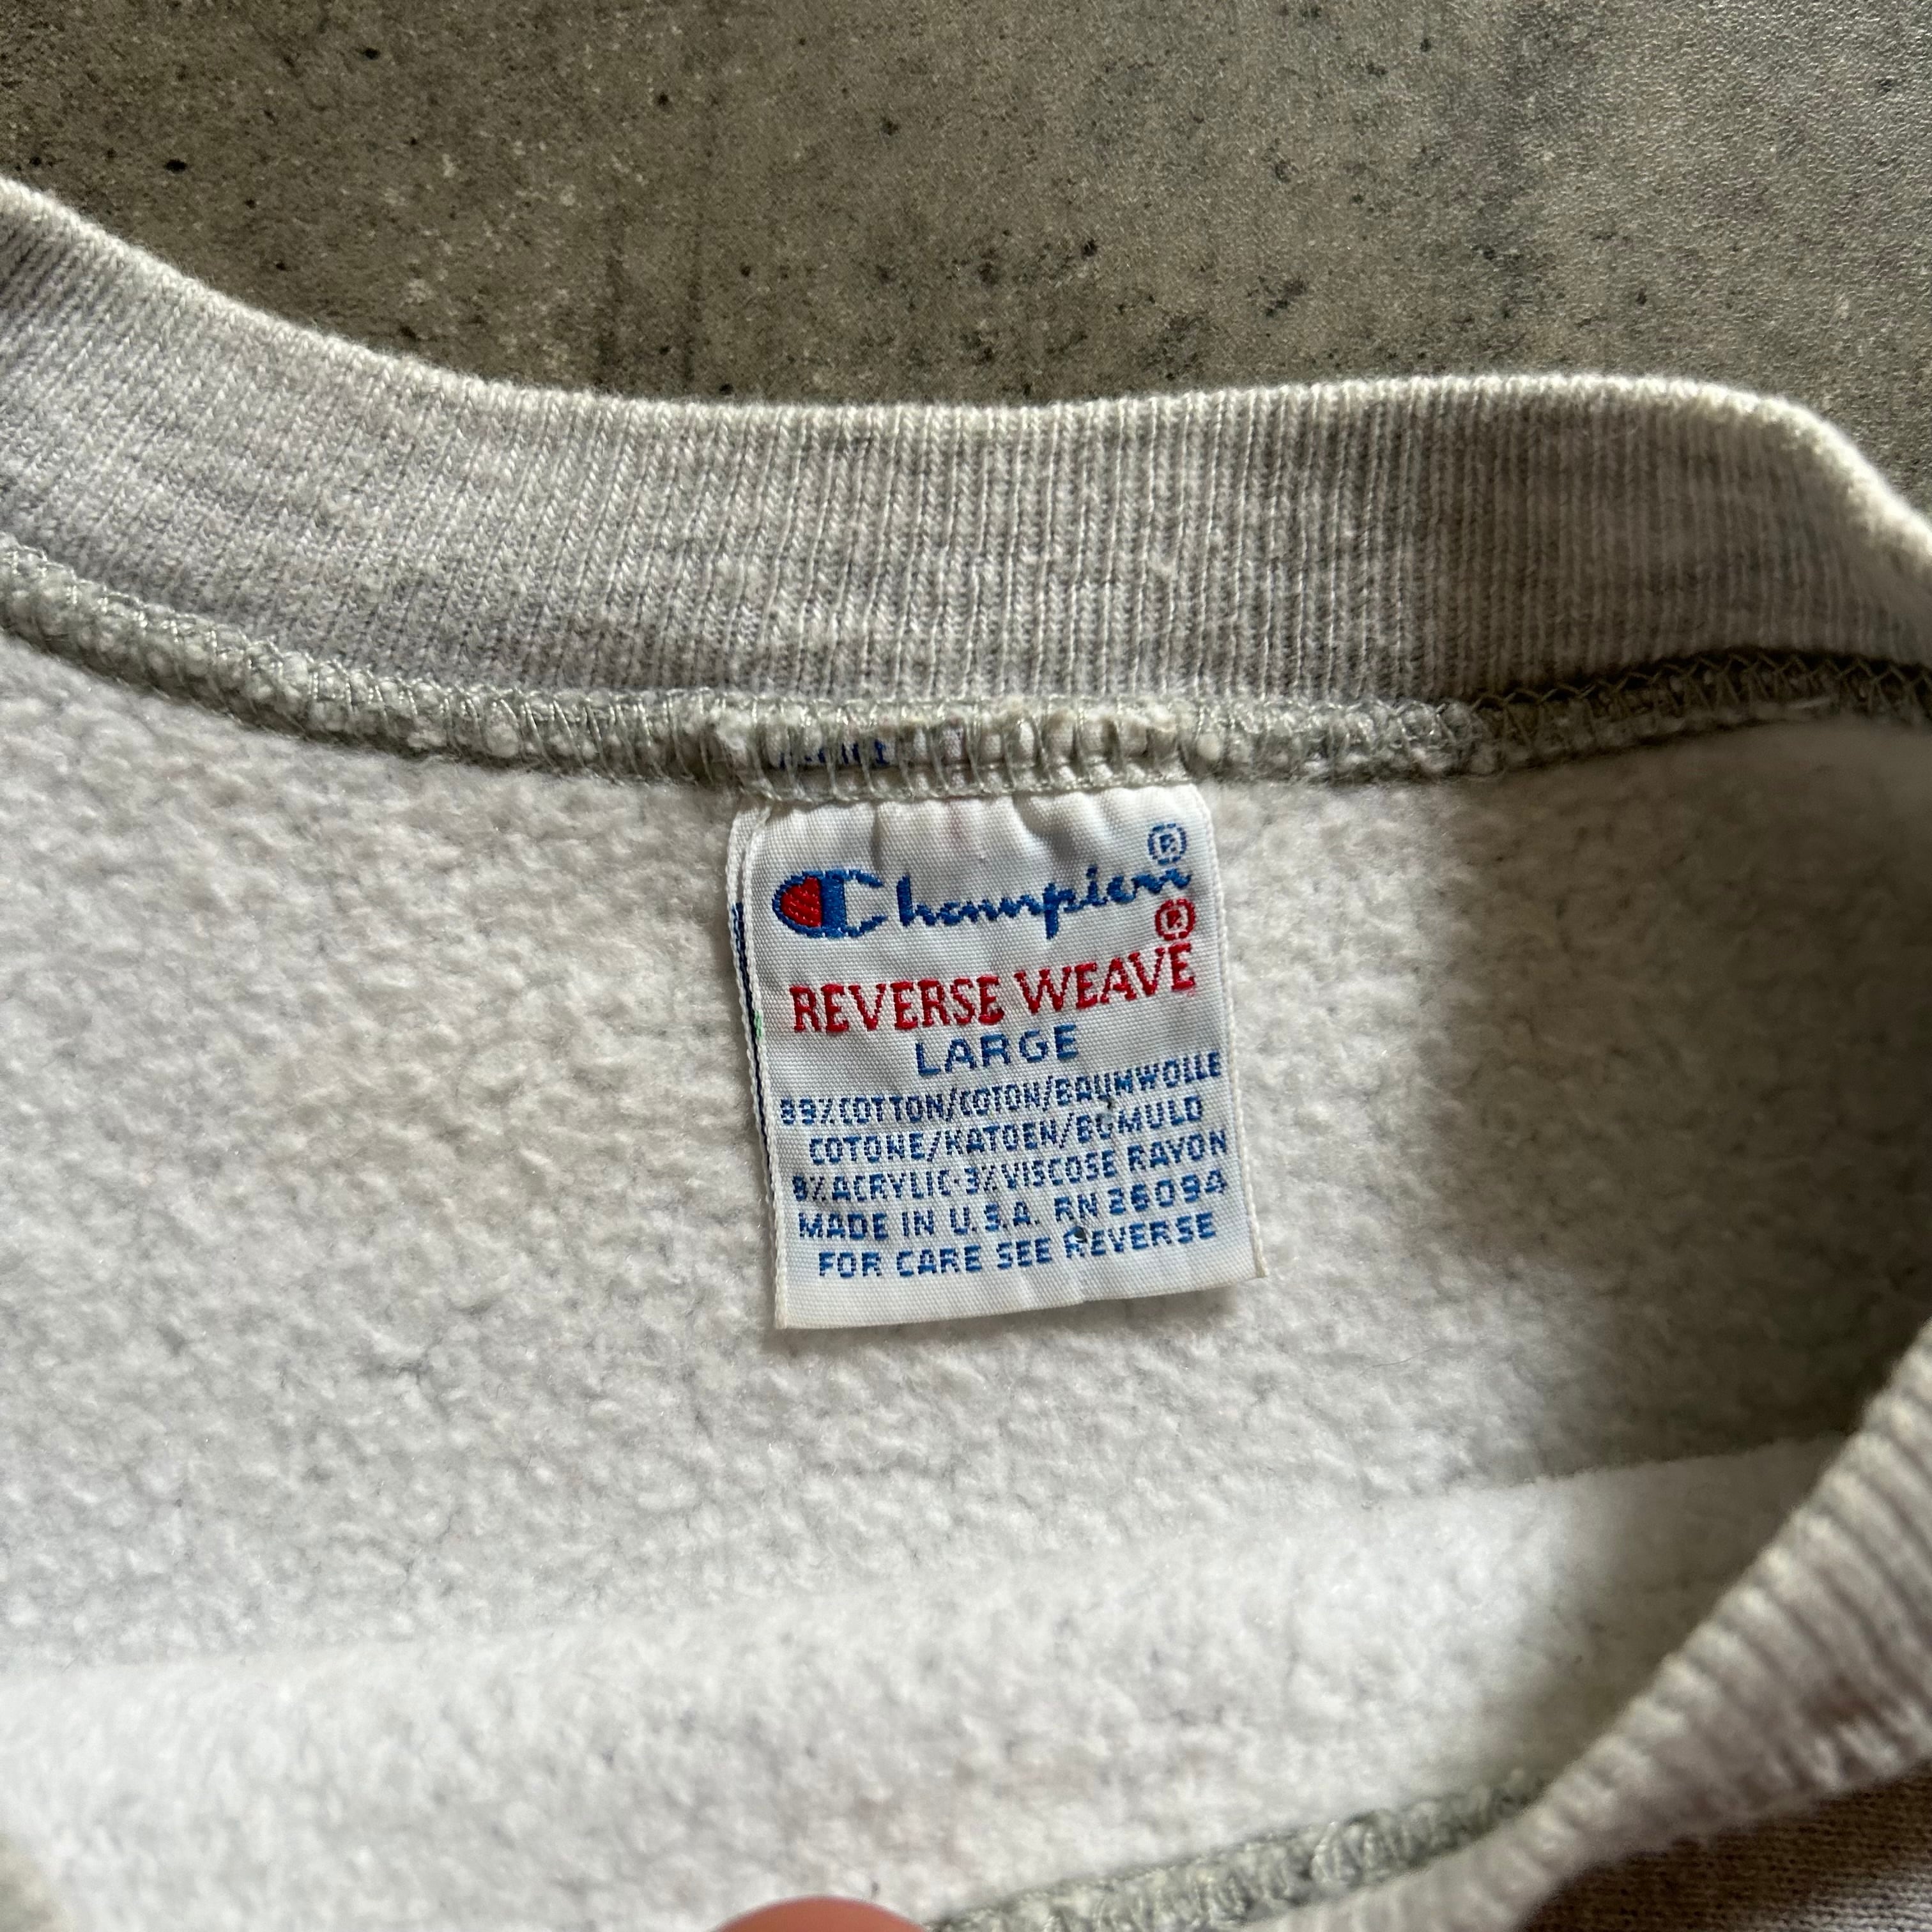 Champion®
REVERSE WEAVE®
LARGE
89% COTTON/COTON/BAUMWOLLE
COTONE/KATOEN/BOMULD
8% ACRYLIC·3% VISCOSE RAYON
MADE IN U.S.A. RN 26094
FOR CARE SEE REVERSE